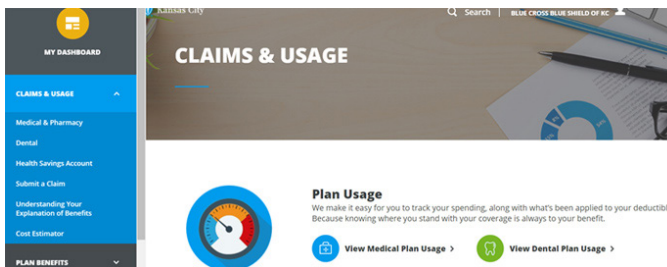 Kansas City
Search | BLUE CROSS BLUE SHIELD OF KC
MY DASHBOARD
CLAIMS & USAGE
CLAIMS & USAGE
Medical & Pharmacy
Dental
Health Savings Account
Submit a Claim
Understanding Your
Explanation of Benefits
Cost Estimator
PLAN BENEFITS
Plan Usage
We make it easy for you to track your spending, along with what's been applied to your deductibl
Because knowing where you stand with your coverage is always to your benefit.
View Medical Plan Usage >
View Dental Plan Usage >